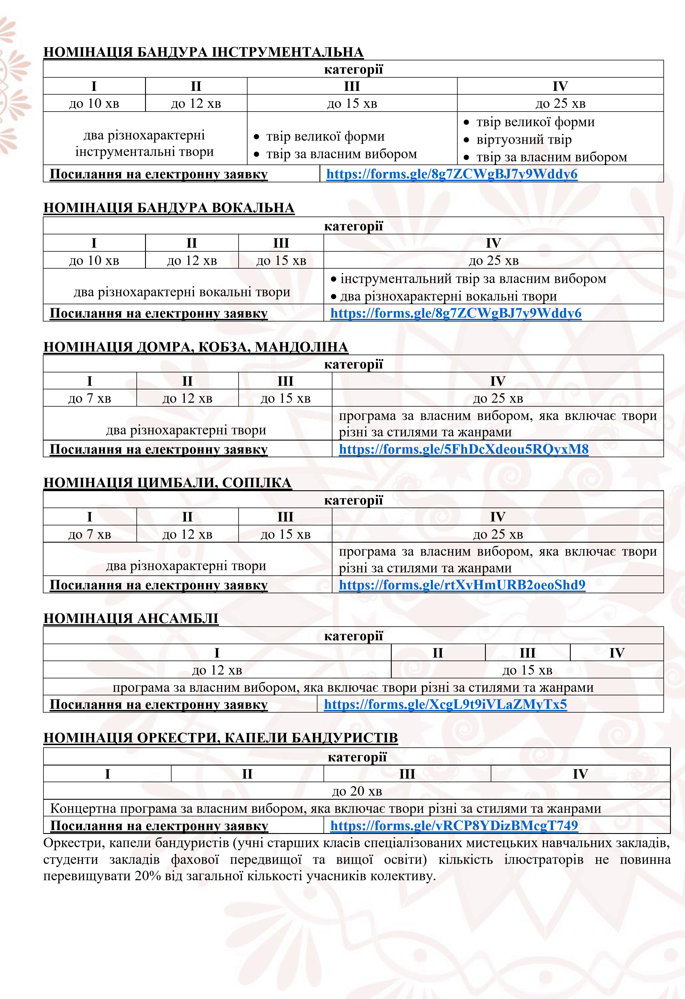 НОМІНАЦІЯ БАНДУРА ІНСТРУМЕНТАЛЬНА
категорії
I II III IV
до 10 хв до 12 хв до 15 хв до 25 хв
два різнохарактерні
інструментальні твори
• твір великої форми
• твір за власним вибором
• твір великої форми
• віртуозний твір
• твір за власним вибором
Посилання на електронну заявку https://forms.gle/8g7ZCWgBJ7y9Wddy6
НОМІНАЦІЯ БАНДУРА ВОКАЛЬНА
категорії
I II III IV
до 10 хв до 12 хв до 15 хв до 25 хв
два різнохарактерні вокальні твори
• інструментальний твір за власним вибором
• два різнохарактерні вокальні твори
Посилання на електронну заявку https://forms.gle/8g7ZCWgBJ7y9Wddy6
НОМІНАЦІЯ ДОМРА, КОБЗА, МАНДОЛІНА
категорії
I II III IV
до 7 хв до 12 хв до 15 хв до 25 хв
два різнохарактерні твори
програма за власним вибором, яка включає твори
різні за стилями та жанрами
Посилання на електронну заявку https://forms.gle/5FhDcXdeou5RQyxM8
НОМІНАЦІЯ ЦИМБАЛИ, СОПІЛКА
категорії
I II III IV
до 7 хв до 12 хв до 15 хв до 25 хв
два різнохарактерні твори
програма за власним вибором, яка включає твори
різні за стилями та жанрами
Посилання на електронну заявку https://forms.gle/rtXvHmURB2oeoShd9
НОМІНАЦІЯ АНСАМБЛІ
категорії
I II III IV
до 12 хв до 15 хв
програма за власним вибором, яка включає твори різні за стилями та жанрами
Посилання на електронну заявку https://forms.gle/XcgL9t9iVLaZMyTx5
НОМІНАЦІЯ ОРКЕСТРИ, КАПЕЛИ БАНДУРИСТІВ
категорії
I II III IV
до 20 хв
Концертна програма за власним вибором, яка включає твори різні за стилями та жанрами
Посилання на електронну заявку https://forms.gle/vRCP8YDizBMcgT749
Оркестри, капели бандуристів (учні старших класів спеціалізованих мистецьких навчальних закладів,
студенти закладів фахової передвищої та вищої освіти) кількість ілюстраторів не повинна
перевищувати 20% від загальної кількості учасників колективу.